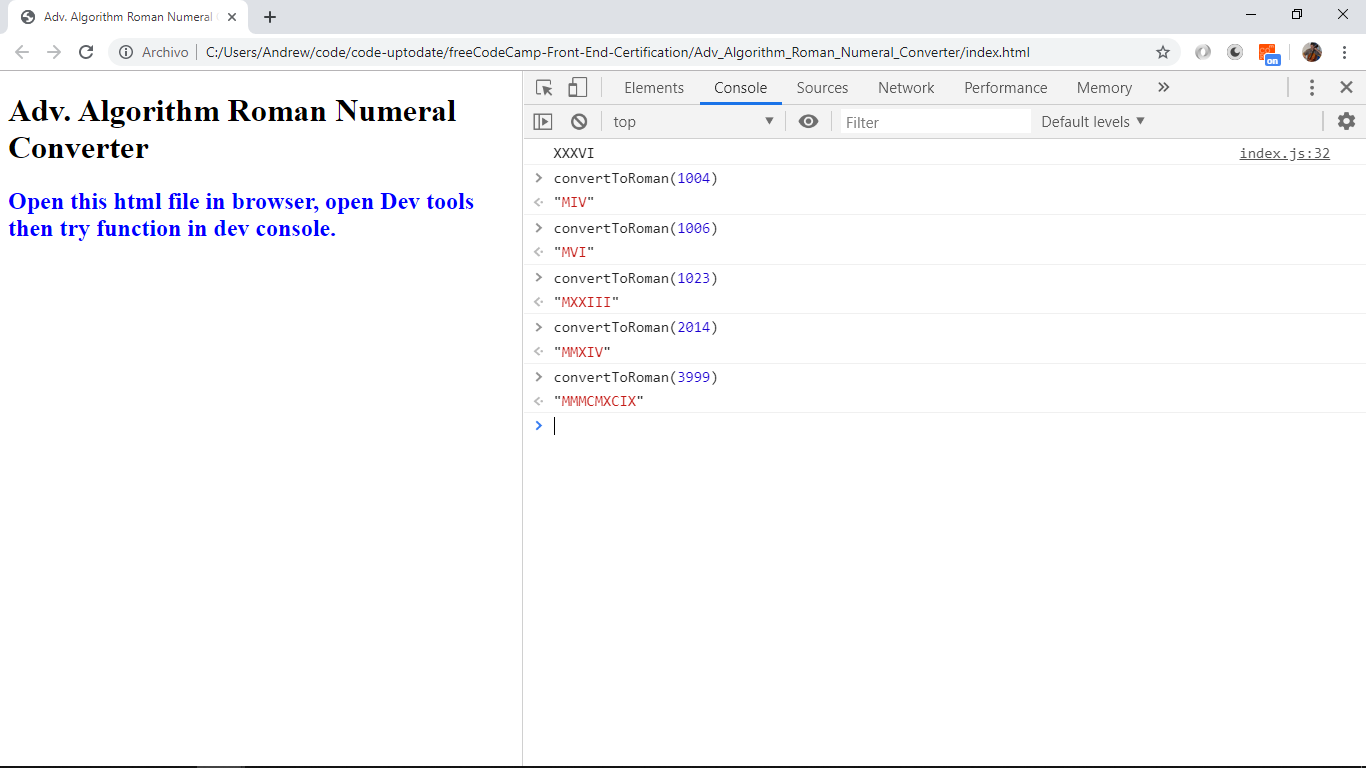 Adv. Algorithm Roman Numeral
Archivo
C:/Users/Andrew/code/code-uptodate/freeCodeCamp-Front-End-Certification/Adv_Algorithm_Roman_Numeral_Converter/index.html
on
Adv. Algorithm Roman Numeral
Converter
Open this html file in browser, open Dev tools
then try function in dev console.
Elements Console Sources Network Performance Memory »
top Filter Default levels
XXXVI index.js:32
> convertToRoman(1004)
"MIV"
> convertToRoman(1006)
"MVI"
> convertToRoman(1023)
"MXXIII"
> convertToRoman(2014)
"MMXIV"
> convertToRoman(3999)
"MMMCMXCIX"
>